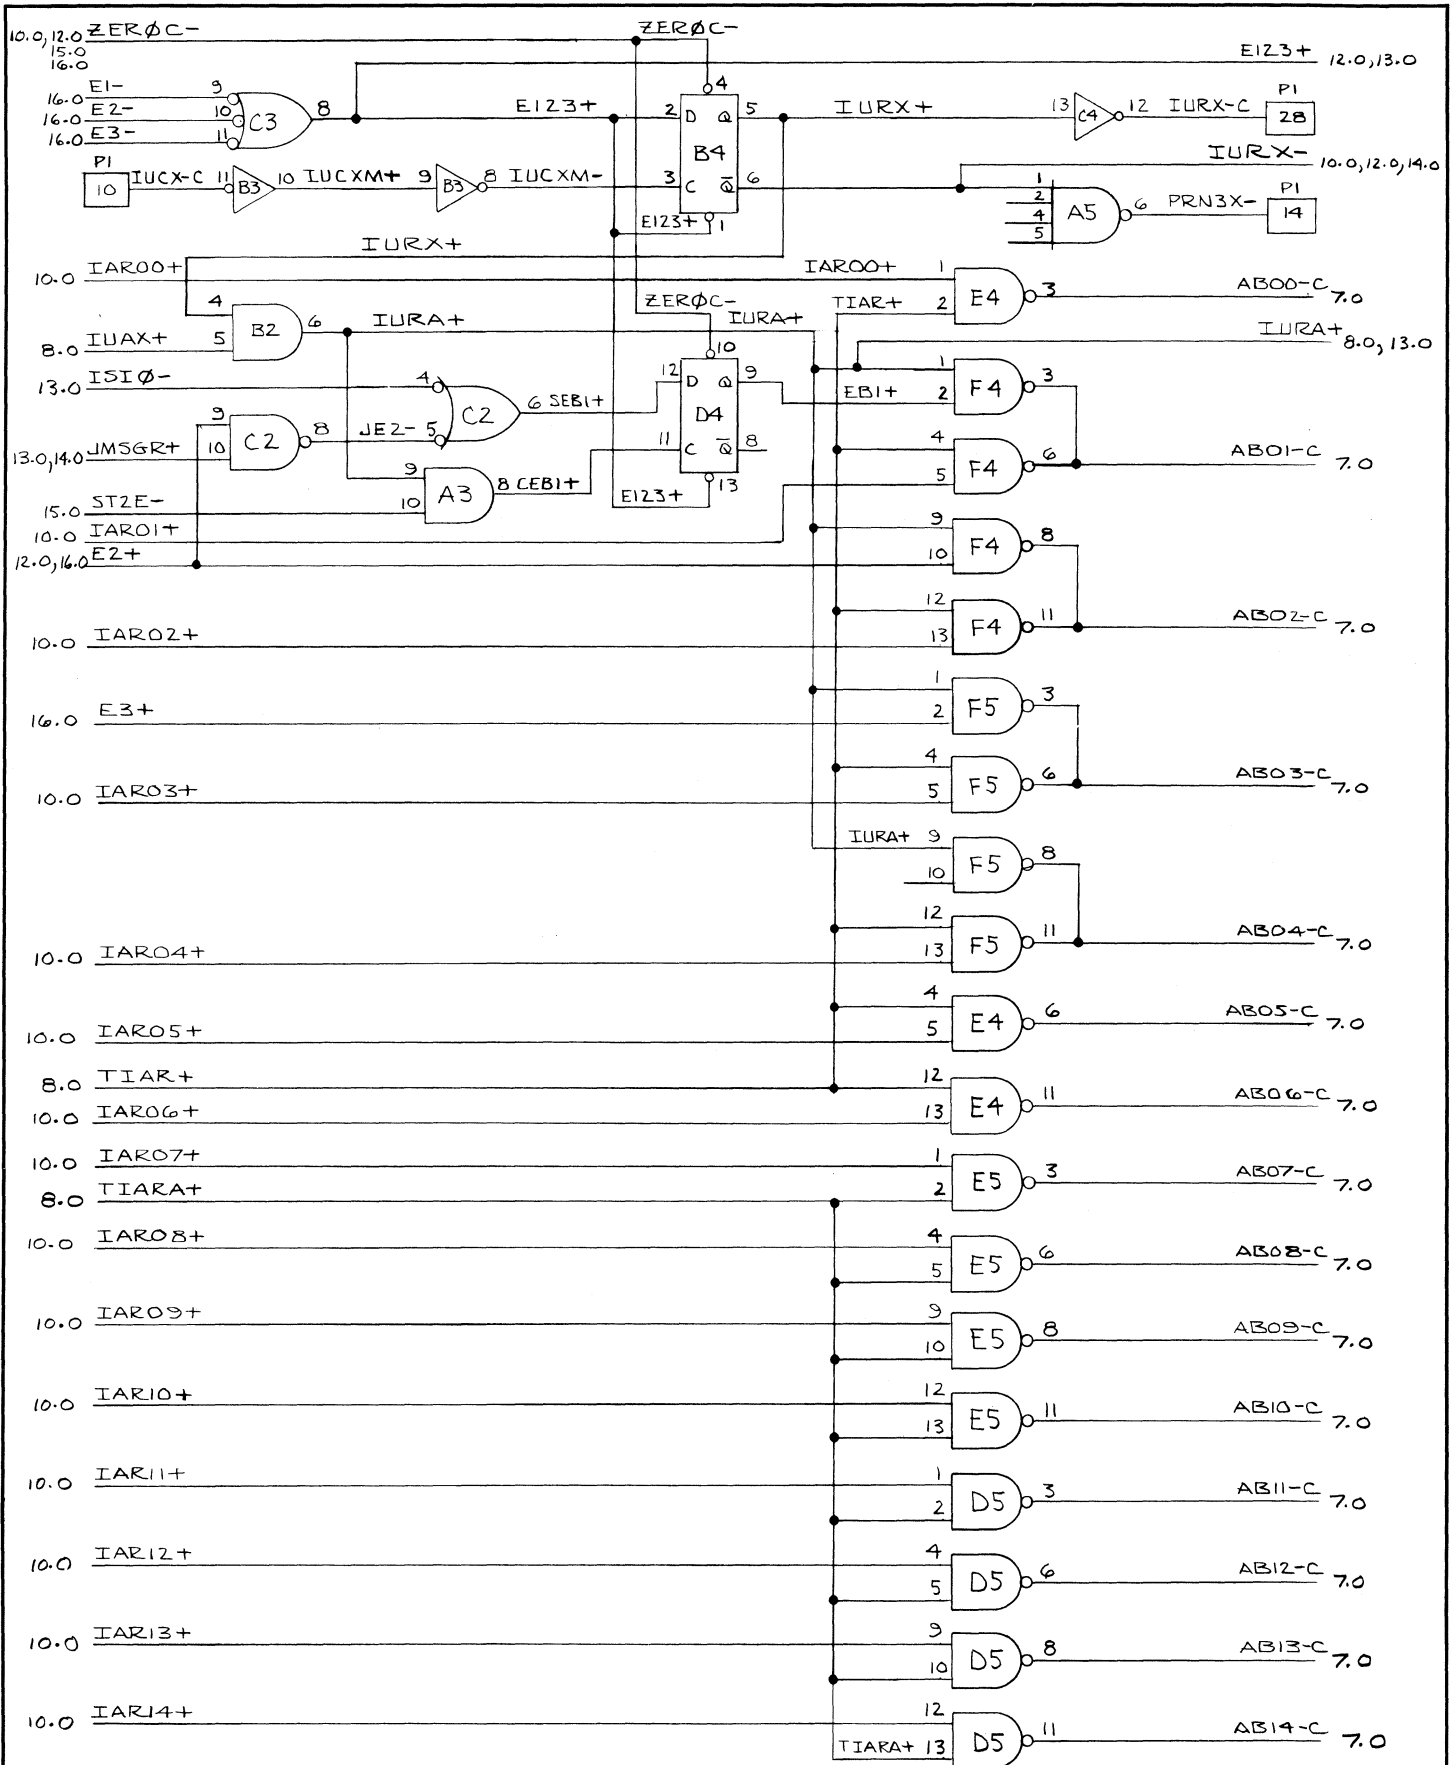 10.0, 12.0 ZERØC- ZERØC-
15.0
16.0
E123+ 12.0, 13.0
16.0 E1- 9
16.0 E2- 10 C3 8 E123+
16.0 E3- 11
4
2 D Q 5 IURX+ 13 C4 12 IURX-C P1 28
B4
P1 10 IUCX-C 11 B3 10 IUCXM+ 9 B3 8 IUCXM- 3 C Q̅ 6
IURX- 10.0, 12.0, 14.0
1
2
4
5
A5 6 PRN3X- P1 14
E123+ 1
IURX+
10.0 IAR00+ IAR00+ 1
TIAR+ 2 E4 3 AB00-C 7.0
ZERØC-
4
8.0 IUAX+ 5 B2 6 IURA+ IURA+
IURA+ 8.0, 13.0
13.0 ISIØ- 4
C2 6 SEB1+
10
12 D Q 9 EB1+
D4
11 C Q̅ 8
1
2 F4 3
9
13.0, 14.0 JMSGR+ 10 C2 8 JE2- 5
4
5 F4 6 AB01-C 7.0
9
15.0 ST2E- 10 A3 8 CEB1+ E123+ 13
10.0 IAR01+
12.0, 16.0 E2+
9
10 F4 8
12
10.0 IAR02+ 13 F4 11 AB02-C 7.0
1
16.0 E3+ 2 F5 3
4
10.0 IAR03+ 5 F5 6 AB03-C 7.0
IURA+ 9
10 F5 8
12
10.0 IAR04+ 13 F5 11 AB04-C 7.0
4
10.0 IAR05+ 5 E4 6 AB05-C 7.0
8.0 TIAR+ 12
10.0 IAR06+ 13 E4 11 AB06-C 7.0
10.0 IAR07+ 1
8.0 TIARA+ 2 E5 3 AB07-C 7.0
10.0 IAR08+ 4
5 E5 6 AB08-C 7.0
10.0 IAR09+ 9
10 E5 8 AB09-C 7.0
10.0 IAR10+ 12
13 E5 11 AB10-C 7.0
10.0 IAR11+ 1
2 D5 3 AB11-C 7.0
10.0 IAR12+ 4
5 D5 6 AB12-C 7.0
10.0 IAR13+ 9
10 D5 8 AB13-C 7.0
10.0 IAR14+ 12
TIARA+ 13 D5 11 AB14-C 7.0